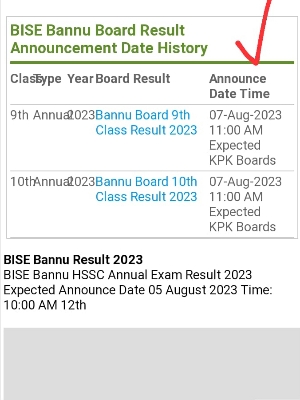 BISE Bannu Board Result
Announcement Date History
Class Type Year Board Result Announce
Date Time
9th Annual 2023 Bannu Board 9th 07-Aug-2023
Class Result 2023 11:00 AM
Expected
KPK Boards
10th Annual 2023 Bannu Board 10th 07-Aug-2023
Class Result 2023 11:00 AM
Expected
KPK Boards
BISE Bannu Result 2023
BISE Bannu HSSC Annual Exam Result 2023
Expected Announce Date 05 August 2023 Time:
10:00 AM 12th